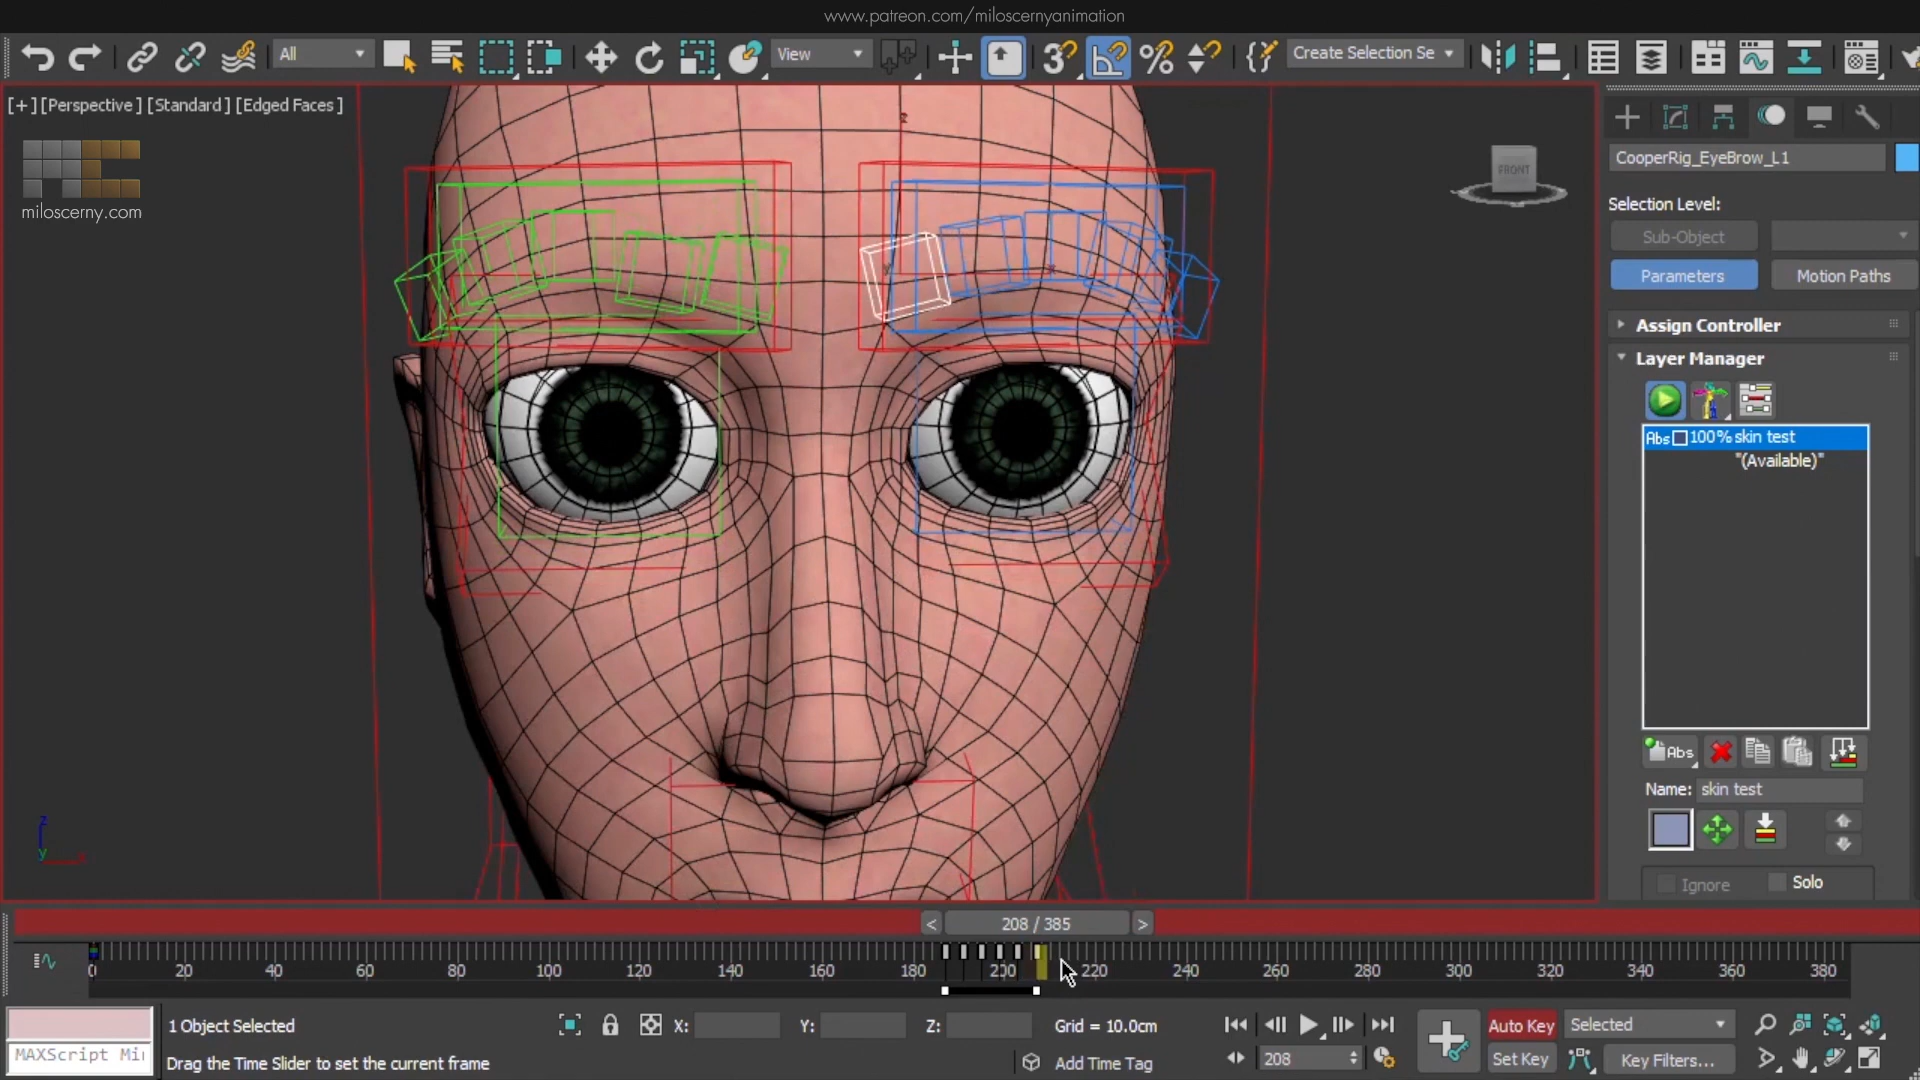 www.patreon.com/miloscernyanimation
All
View
Create Selection Se
[+] [Perspective ] [Standard ] [Edged Faces ]
miloscerny.com
FRONT
CooperRig_EyeBrow_L1
Selection Level:
Sub-Object
Parameters
Motion Paths
Assign Controller
Layer Manager
Abs 100% skin test
"(Available)"
Abs
Name: skin test
Ignore
Solo
z
y
x
z
y
< 208 / 385 >
0 20 40 60 80 100 120 140 160 180 200 220 240 260 280 300 320 340 360 380
1 Object Selected
X:
Y:
Z:
Grid = 10.0cm
Auto Key
Selected
MAXScript Mi
Drag the Time Slider to set the current frame
Add Time Tag
208
Set Key
Key Filters...